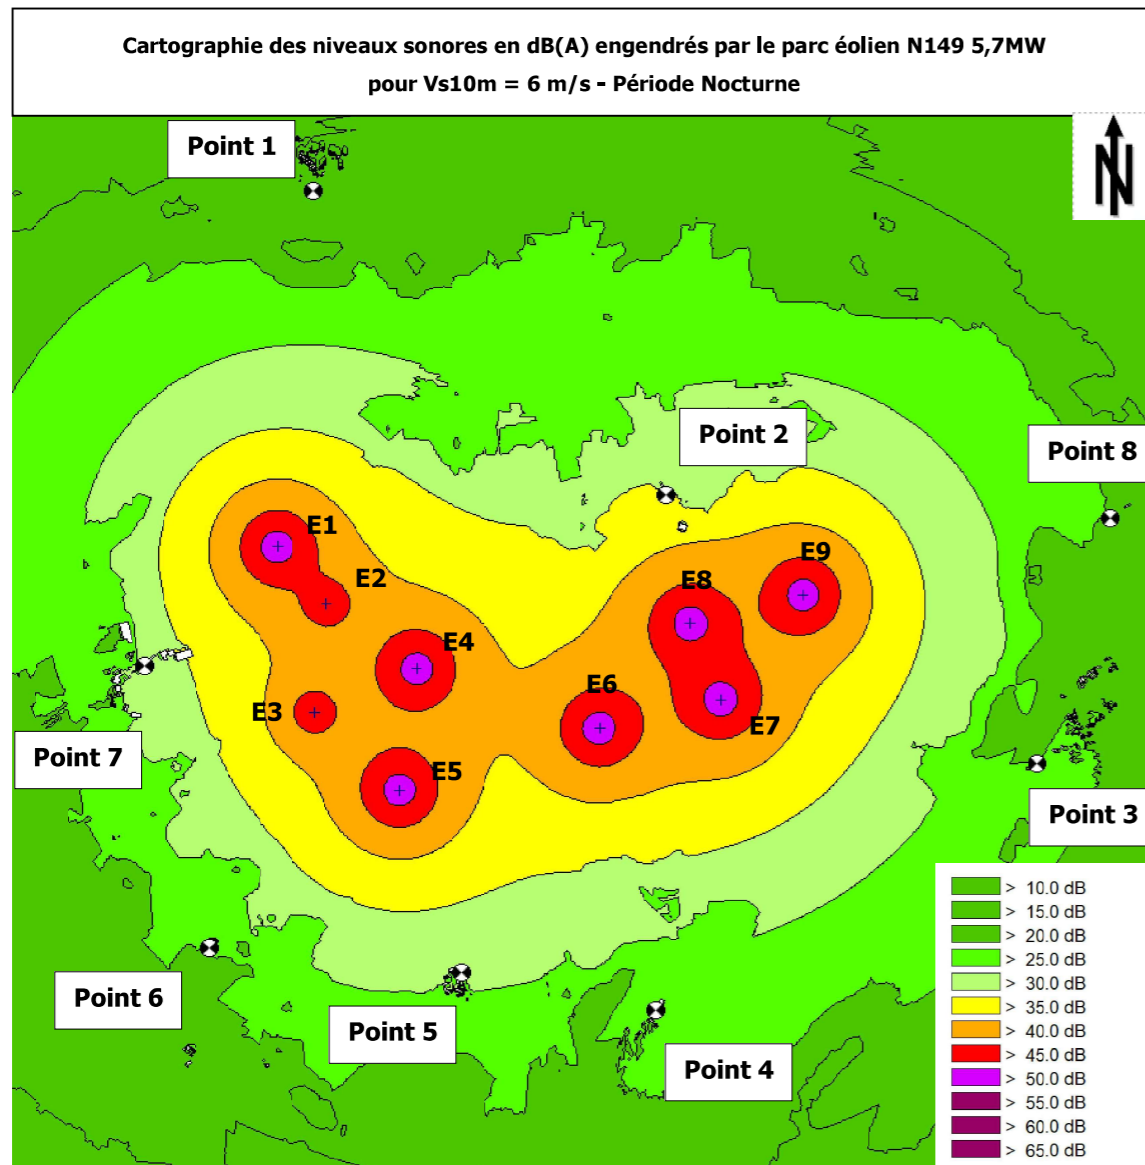 Cartographie des niveaux sonores en dB(A) engendrés par le parc éolien N149 5,7MW
pour Vs10m = 6 m/s - Période Nocturne
Point 1
N
Point 2
Point 8
E1
E9
E2
E8
E4
E6
E3
E7
Point 7
E5
Point 3
> 10.0 dB
> 15.0 dB
> 20.0 dB
> 25.0 dB
> 30.0 dB
> 35.0 dB
> 40.0 dB
> 45.0 dB
> 50.0 dB
> 55.0 dB
> 60.0 dB
> 65.0 dB
Point 6
Point 5
Point 4